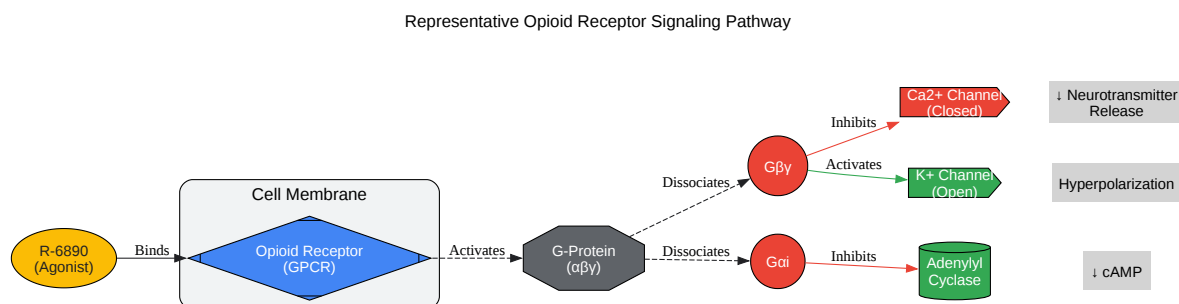 Representative Opioid Receptor Signaling Pathway
Cell Membrane
R-6890
(Agonist)
Binds
Opioid Receptor
(GPCR)
Activates
G-Protein
(αβγ)
Dissociates
Dissociates
Gβγ
Gαi
Inhibits
Activates
Inhibits
Ca2+ Channel
(Closed)
K+ Channel
(Open)
Adenylyl
Cyclase
↓ Neurotransmitter
Release
Hyperpolarization
↓ cAMP